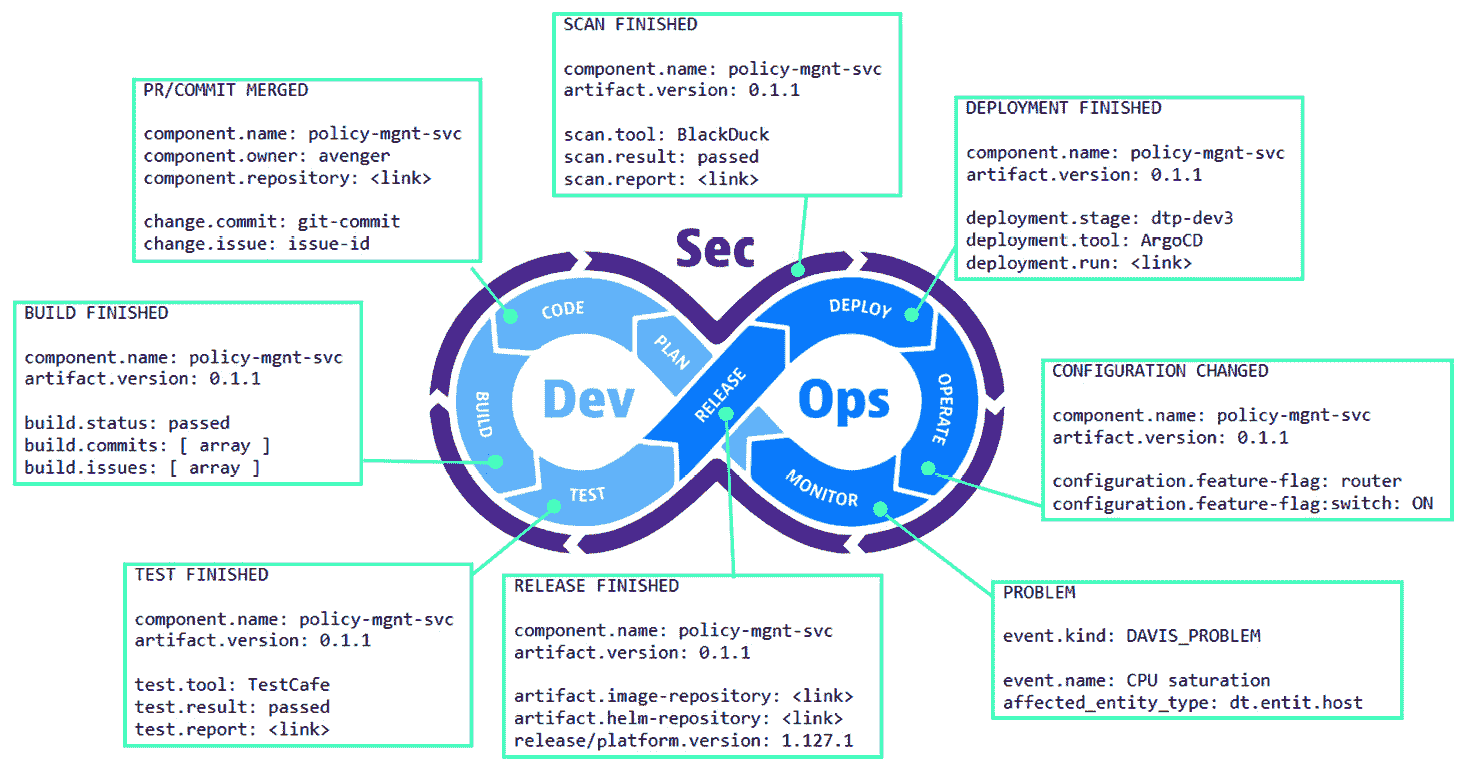 SCAN FINISHED
component.name: policy-mgnt-svc
artifact.version: 0.1.1
scan.tool: BlackDuck
scan.result: passed
scan.report: <link>
PR/COMMIT MERGED
component.name: policy-mgnt-svc
component.owner: avenger
component.repository: <link>
change.commit: git-commit
change.issue: issue-id
DEPLOYMENT FINISHED
component.name: policy-mgnt-svc
artifact.version: 0.1.1
deployment.stage: dtp-dev3
deployment.tool: ArgoCD
deployment.run: <link>
BUILD FINISHED
component.name: policy-mgnt-svc
artifact.version: 0.1.1
build.status: passed
build.commits: [ array ]
build.issues: [ array ]
Sec
CODE
PLAN
BUILD
Dev
TEST
RELEASE
DEPLOY
Ops
OPERATE
MONITOR
CONFIGURATION CHANGED
component.name: policy-mgnt-svc
artifact.version: 0.1.1
configuration.feature-flag: router
configuration.feature-flag:switch: ON
TEST FINISHED
component.name: policy-mgnt-svc
artifact.version: 0.1.1
test.tool: TestCafe
test.result: passed
test.report: <link>
RELEASE FINISHED
component.name: policy-mgnt-svc
artifact.version: 0.1.1
artifact.image-repository: <link>
artifact.helm-repository: <link>
release/platform.version: 1.127.1
PROBLEM
event.kind: DAVIS_PROBLEM
event.name: CPU saturation
affected_entity_type: dt.entit.host